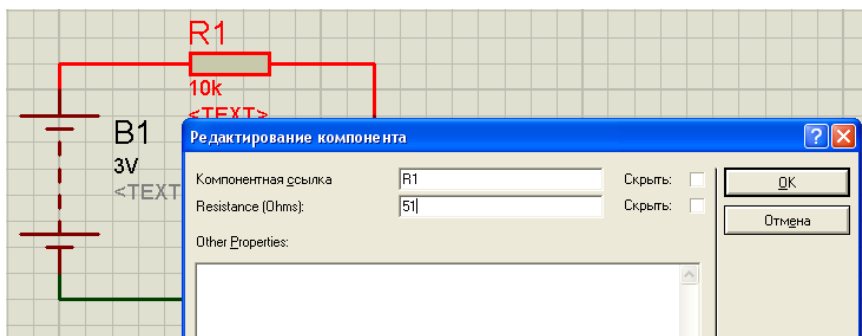 R1
10k
<TEXT>
B1
3V
<TEXT
Редактирование компонента
Компонентная ссылка R1 Скрыть: OK
Resistance (Ohms): 51 Скрыть: Отмена
Other Properties: